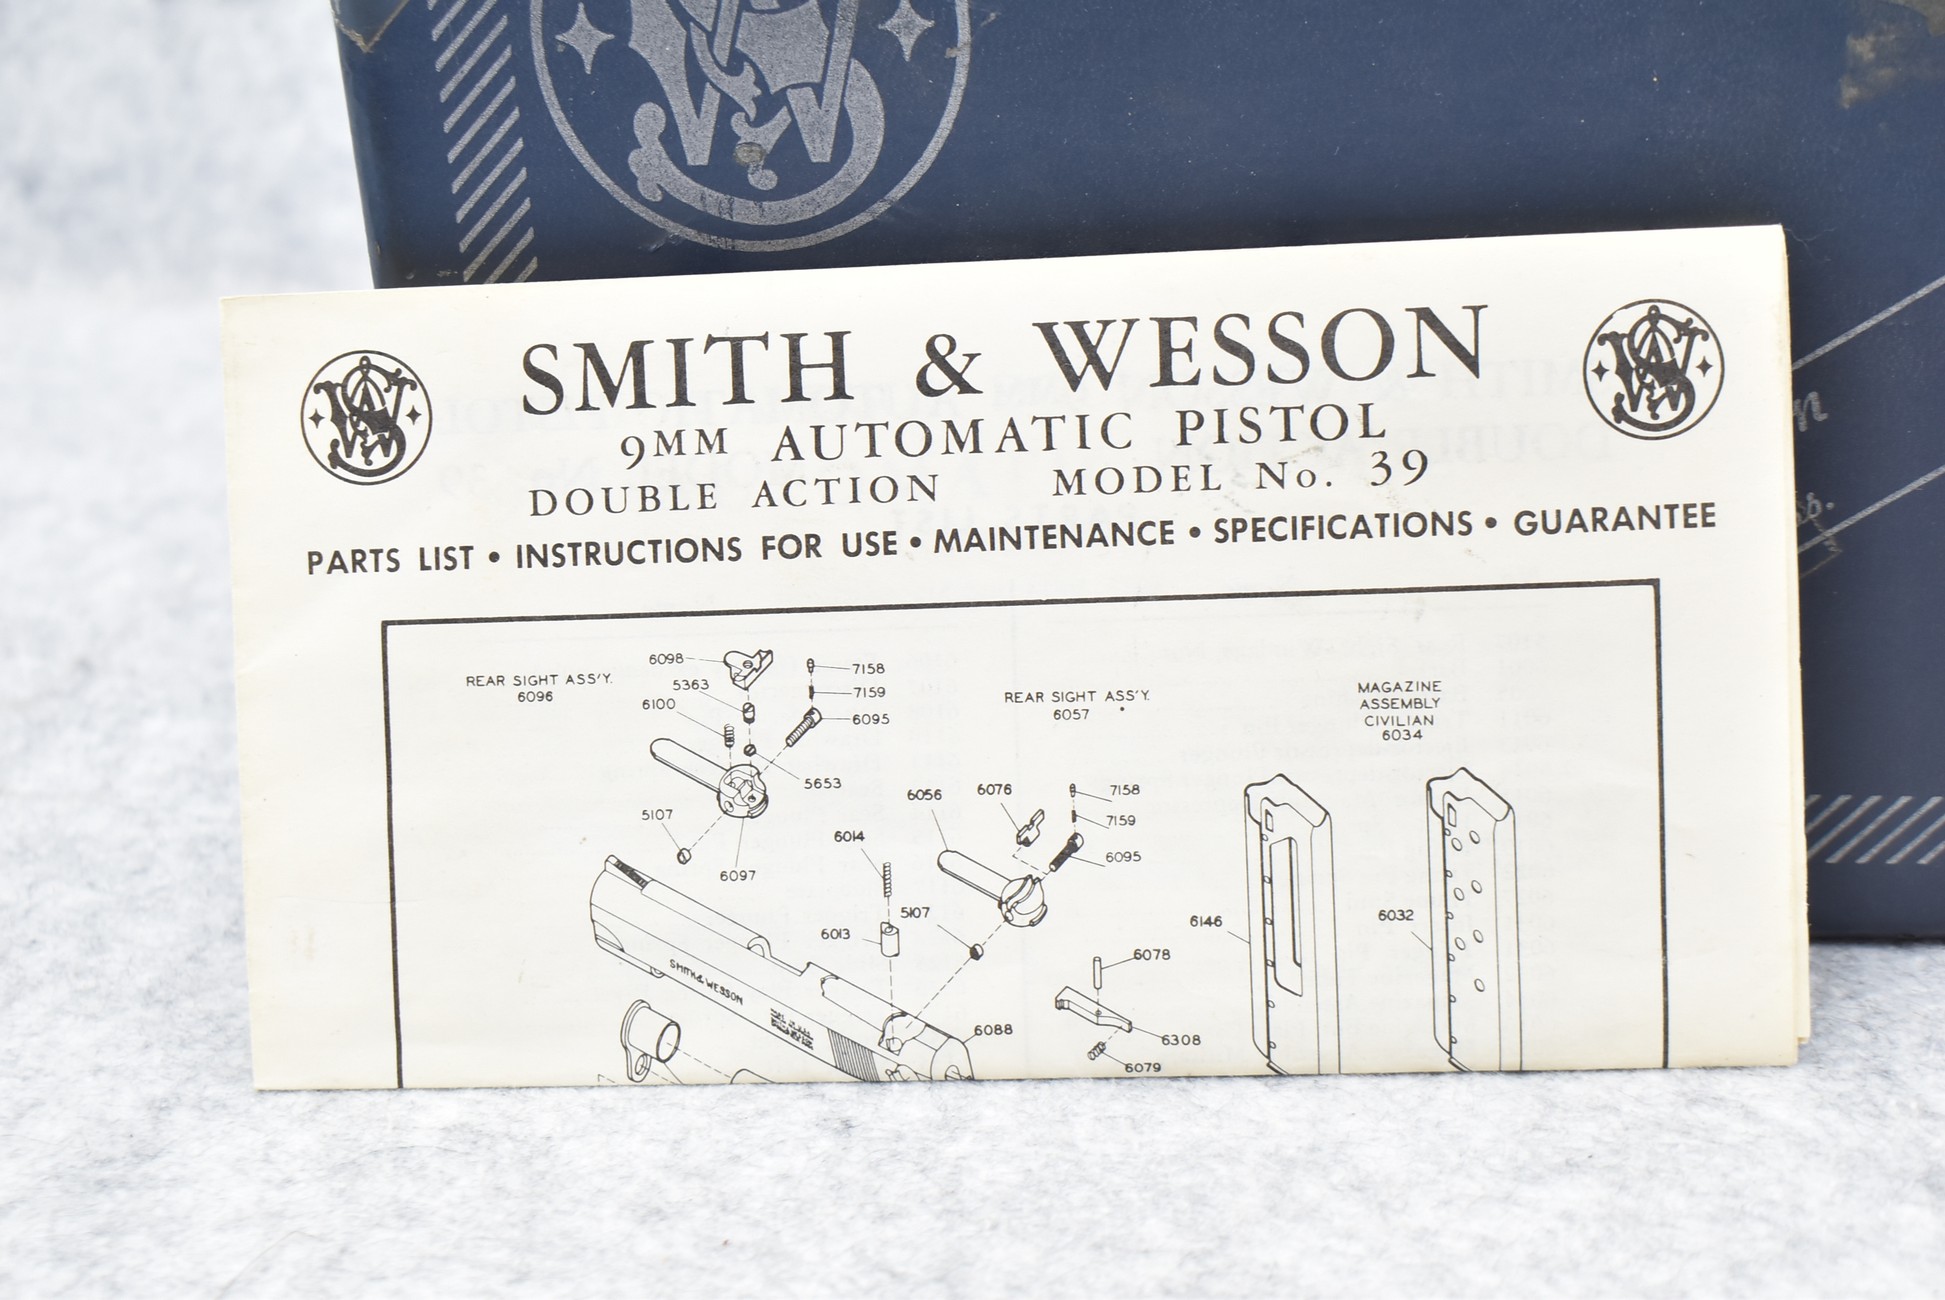 SMITH & WESSON
9MM AUTOMATIC PISTOL
DOUBLE ACTION MODEL No. 39
PARTS LIST • INSTRUCTIONS FOR USE • MAINTENANCE • SPECIFICATIONS • GUARANTEE
REAR SIGHT ASS'Y.
6096
6098
5363
6100
7158
7159
6095
5653
5107
6097
REAR SIGHT ASS'Y.
6057
MAGAZINE
ASSEMBLY
CIVILIAN
6034
6056
6076
7158
7159
6095
6014
5107
6013
6146
6032
6078
6088
6308
6079
SMITH & WESSON